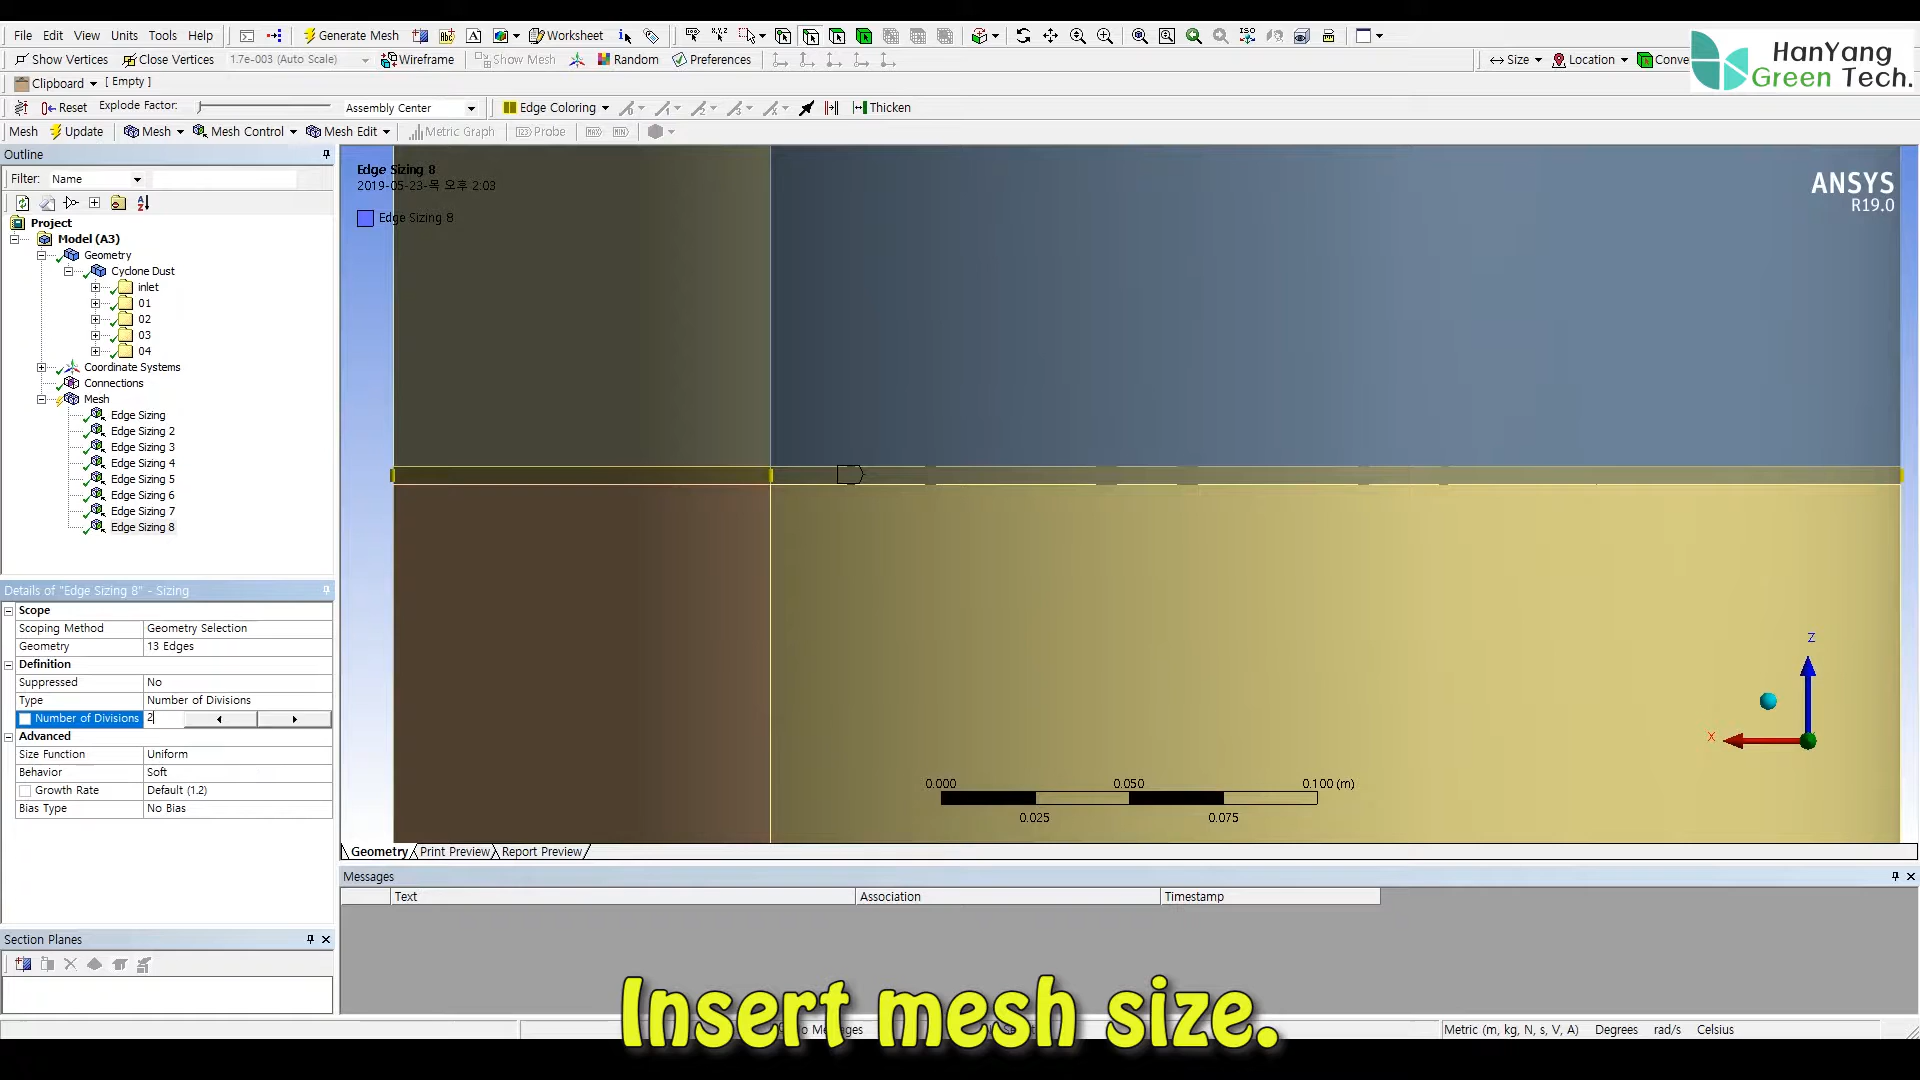 File Edit View Units Tools Help Generate Mesh Worksheet
Show Vertices Close Vertices 1.7e-003 (Auto Scale) Wireframe Show Mesh Random Preferences Size Location Conve
HanYang
Green Tech.
Clipboard [ Empty ]
Reset Explode Factor: Assembly Center Edge Coloring Thicken
Mesh Update Mesh Mesh Control Mesh Edit Metric Graph Probe MAX MIN
Outline
Filter: Name
Project
Model (A3)
Geometry
Cyclone Dust
inlet
01
02
03
04
Coordinate Systems
Connections
Mesh
Edge Sizing
Edge Sizing 2
Edge Sizing 3
Edge Sizing 4
Edge Sizing 5
Edge Sizing 6
Edge Sizing 7
Edge Sizing 8
Details of "Edge Sizing 8" - Sizing
Scope
Scoping Method Geometry Selection
Geometry 13 Edges
Definition
Suppressed No
Type Number of Divisions
Number of Divisions 2
Advanced
Size Function Uniform
Behavior Soft
Growth Rate Default (1.2)
Bias Type No Bias
Section Planes
Edge Sizing 8
2019-05-23-목 오후 2:03
Edge Sizing 8
ANSYS
R19.0
Z
X
0.000 0.050 0.100 (m)
0.025 0.075
Geometry Print Preview Report Preview
Messages
Text Association Timestamp
Insert mesh size.
Messages
Metric (m, kg, N, s, V, A) Degrees rad/s Celsius